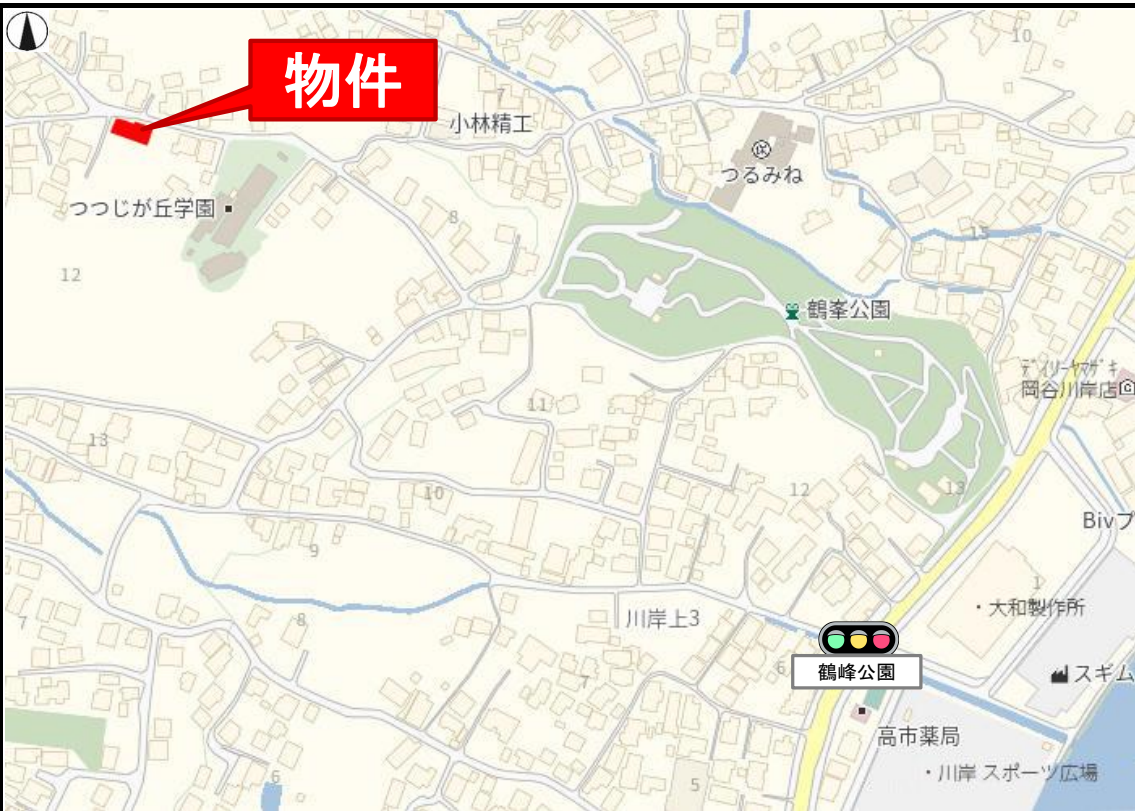 物件
10
7
小林精工
つるみね
つつじが丘学園
8
15
12
鶴峯公園
デイリーヤマザキ
岡谷川岸店
11
13
12
13
10
Bivプ
9
1
・大和製作所
8
川岸上3
7
鶴峰公園
6
スギム
7
高市薬局
・川岸 スポーツ広場
6
5